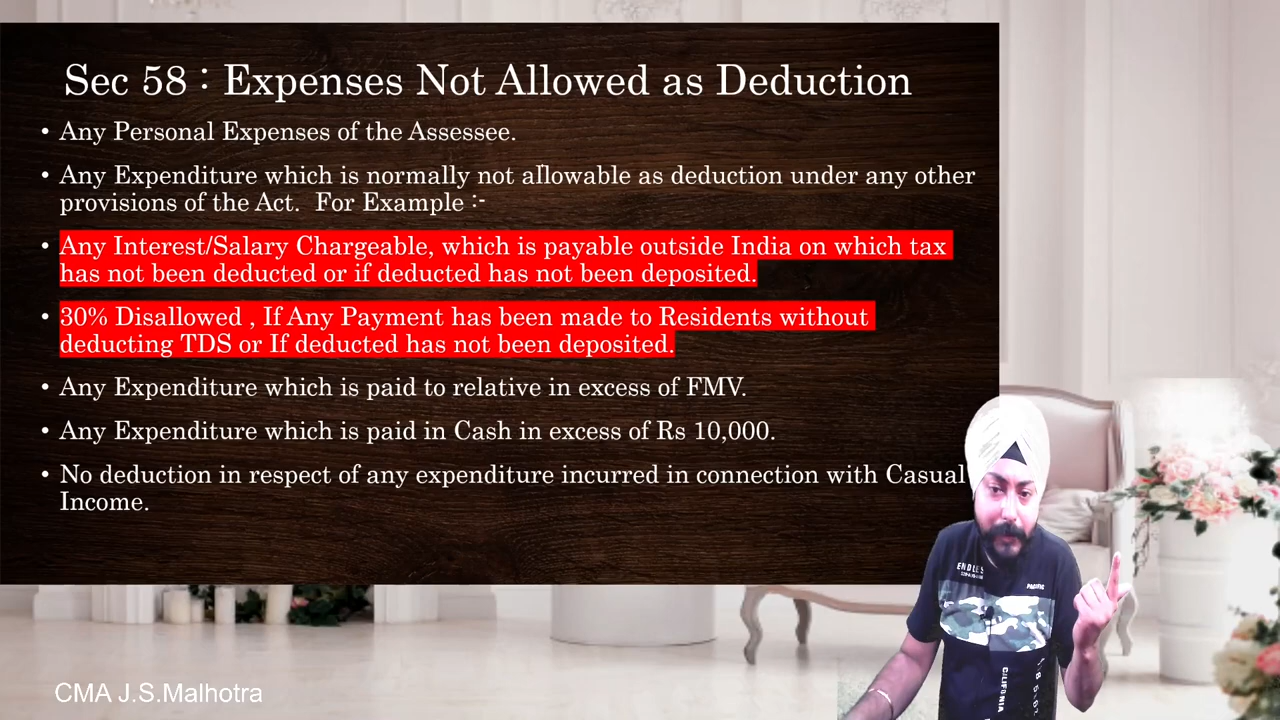 Sec 58 : Expenses Not Allowed as Deduction
• Any Personal Expenses of the Assessee.
• Any Expenditure which is normally not allowable as deduction under any other
provisions of the Act. For Example :-
• Any Interest/Salary Chargeable, which is payable outside India on which tax
has not been deducted or if deducted has not been deposited.
• 30% Disallowed , If Any Payment has been made to Residents without
deducting TDS or If deducted has not been deposited.
• Any Expenditure which is paid to relative in excess of FMV.
• Any Expenditure which is paid in Cash in excess of Rs 10,000.
• No deduction in respect of any expenditure incurred in connection with Casual
Income.
ENDLES
PACIFIC
CALIFORNIA
CMA J.S.Malhotra